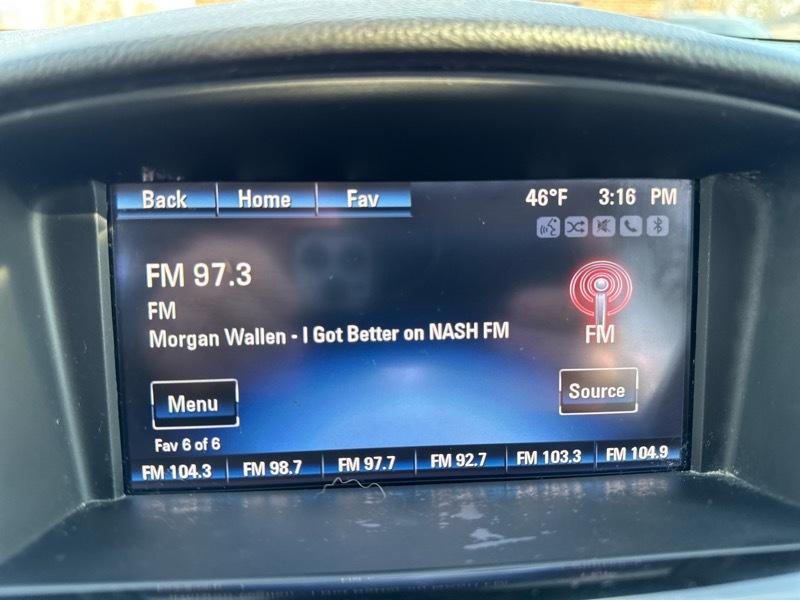 Back Home Fav 46°F 3:16 PM
FM 97.3
FM
Morgan Wallen - I Got Better on NASH FM
FM
Menu
Source
Fav 6 of 6
FM 104.3 FM 98.7 FM 97.7 FM 92.7 FM 103.3 FM 104.9